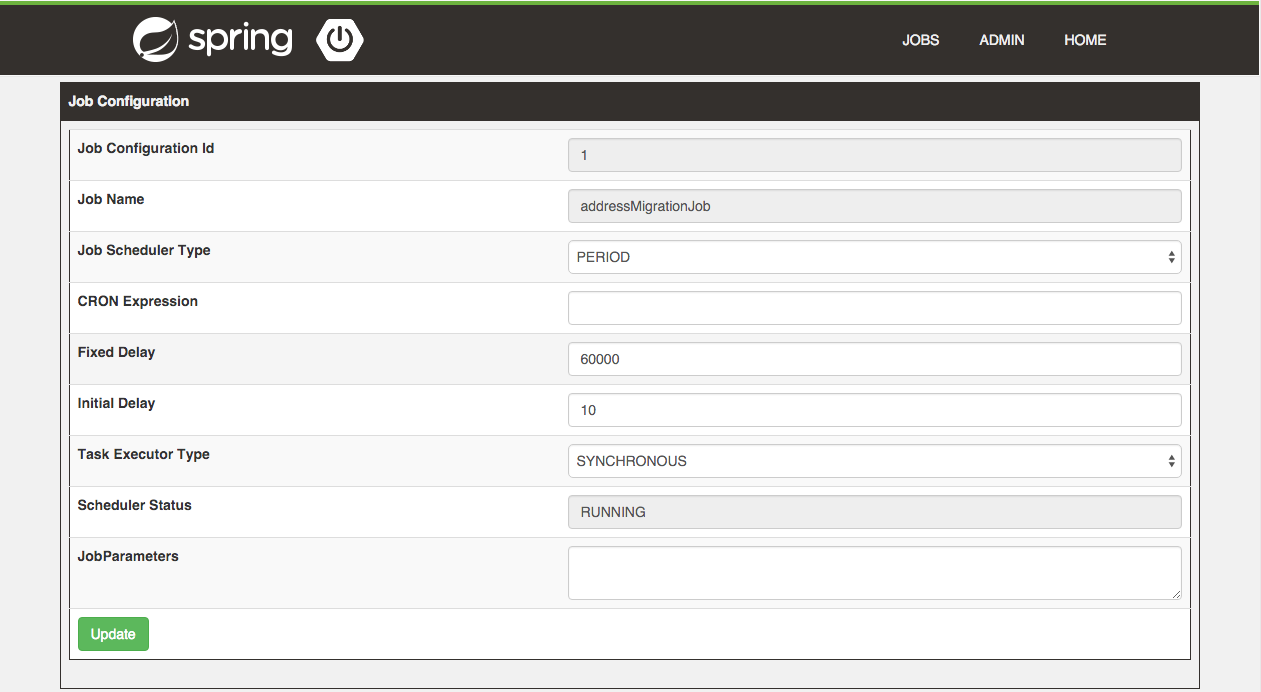 spring
JOBS ADMIN HOME
Job Configuration
Job Configuration Id 1
Job Name addressMigrationJob
Job Scheduler Type PERIOD
CRON Expression
Fixed Delay 60000
Initial Delay 10
Task Executor Type SYNCHRONOUS
Scheduler Status RUNNING
JobParameters
Update